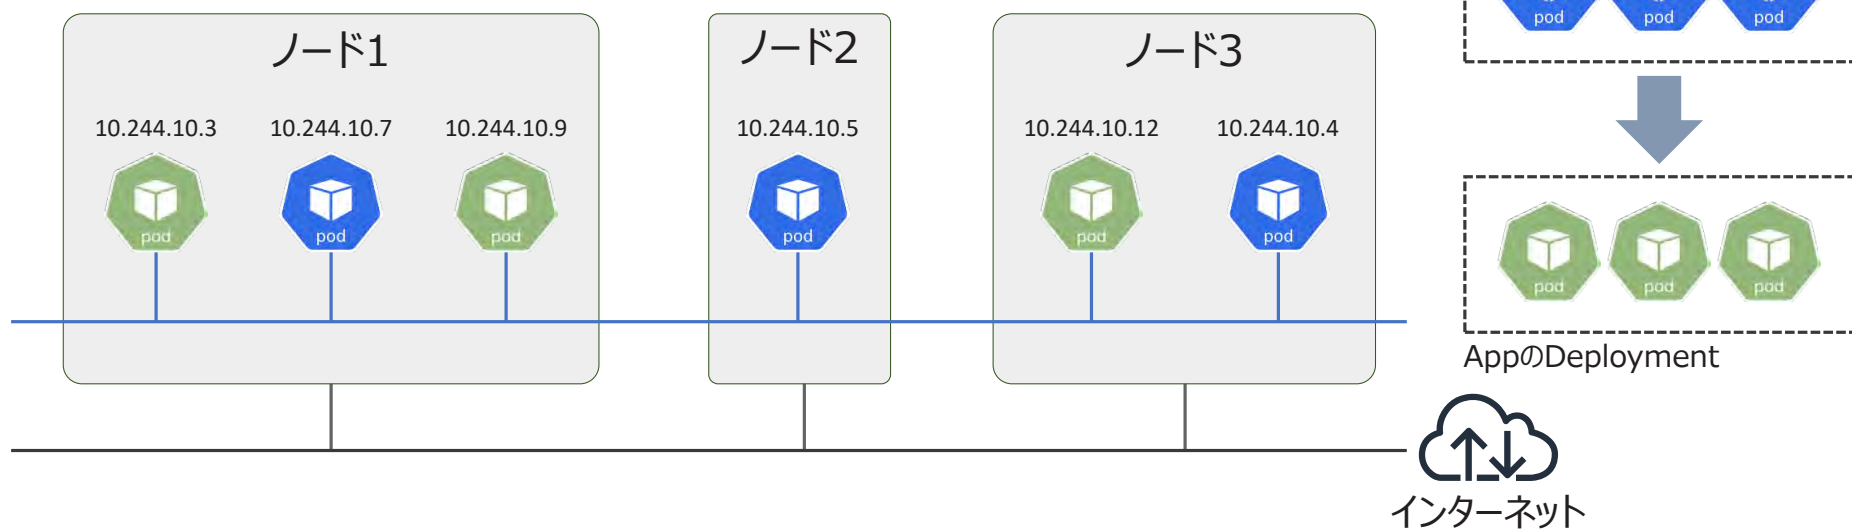 ノード1
10.244.10.3 10.244.10.7 10.244.10.9
pod pod pod
ノード2
10.244.10.5
pod
ノード3
10.244.10.12 10.244.10.4
pod pod
pod pod pod
pod pod pod
AppのDeployment
インターネット